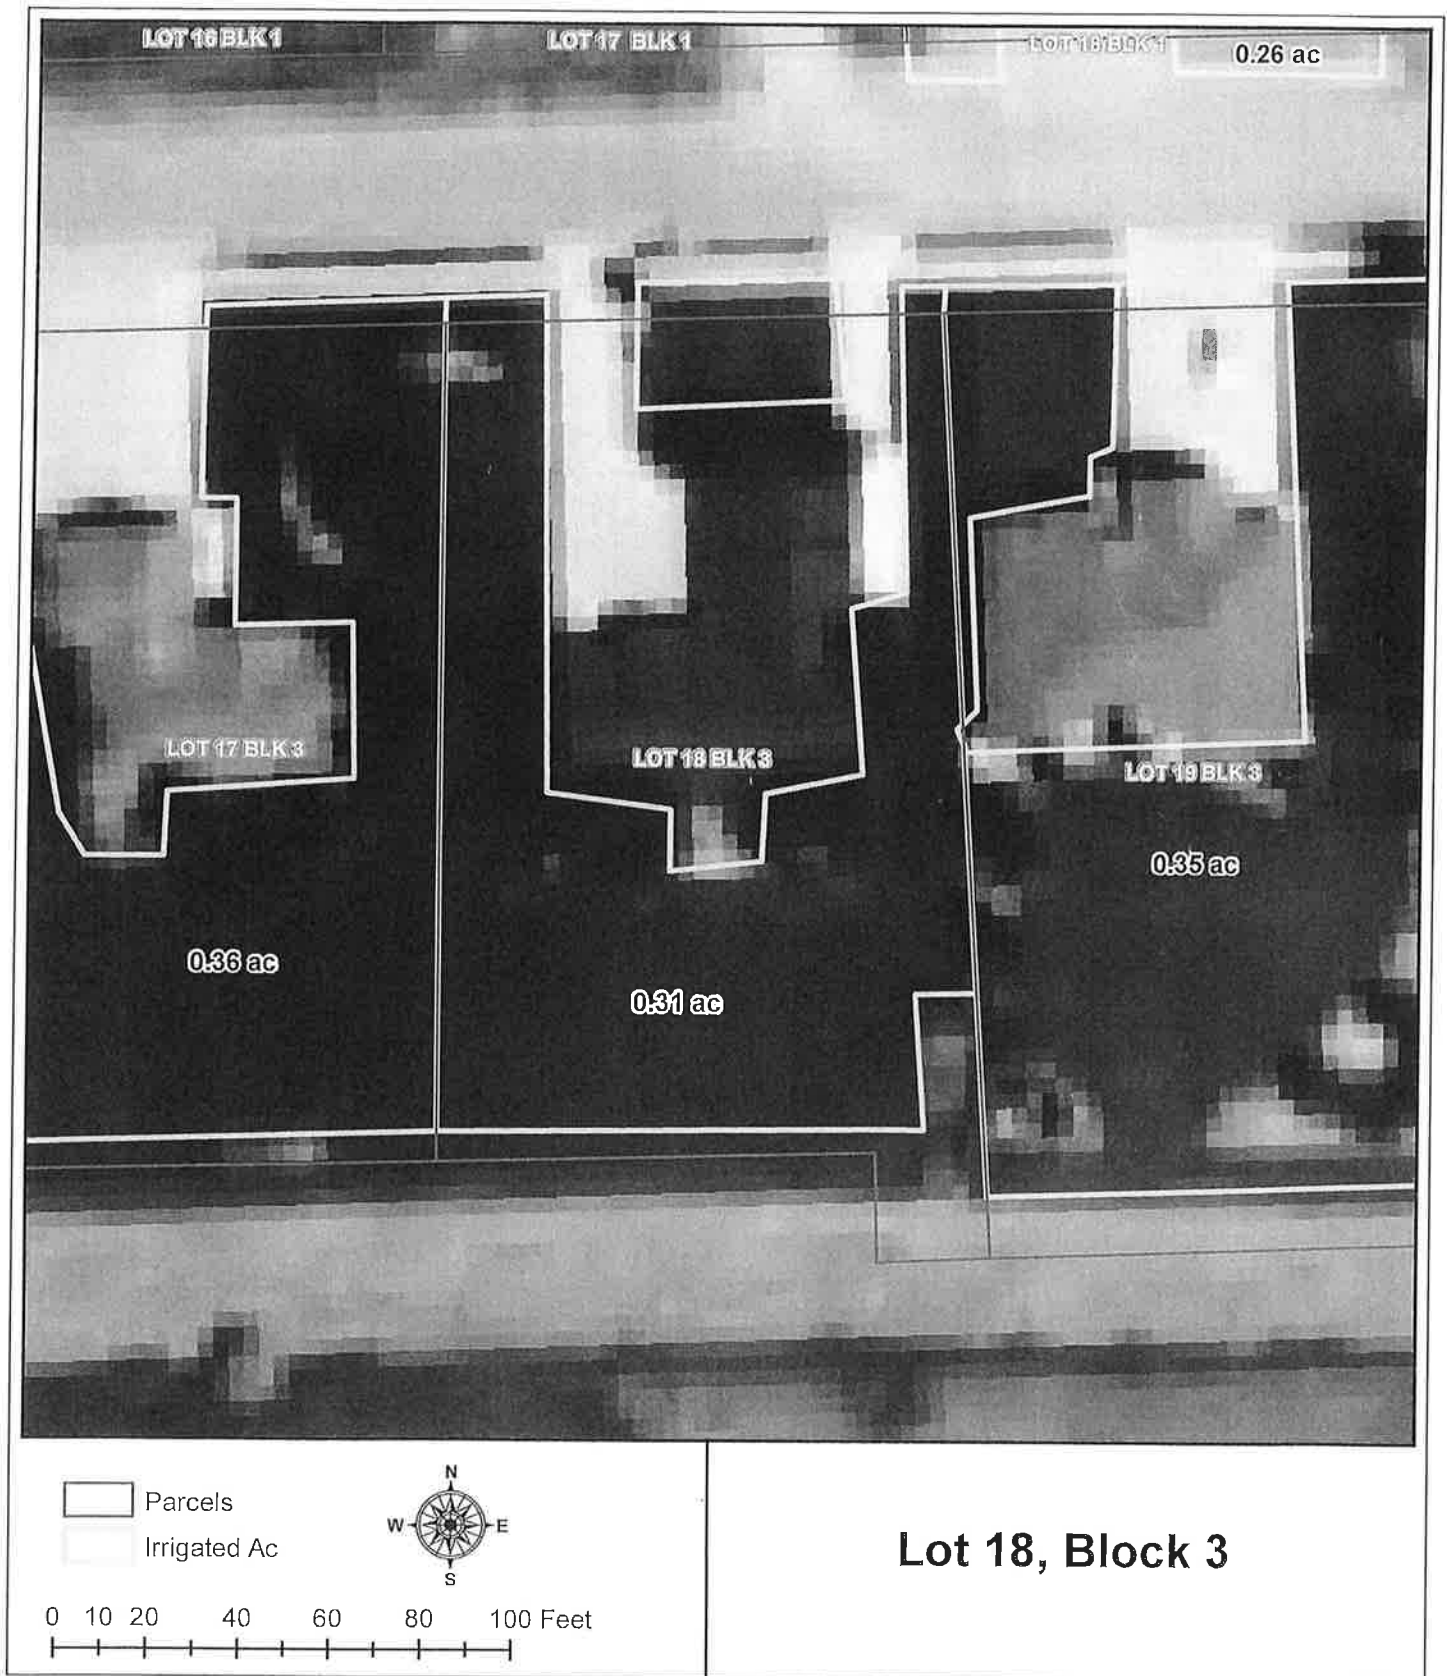 LOT 16 BLK 1
LOT 17 BLK 1
LOT 18 BLK 1
0.26 ac
LOT 17 BLK 3
LOT 18 BLK 3
LOT 19 BLK 3
0.35 ac
0.36 ac
0.31 ac
Parcels
Irrigated Ac
N
W
E
S
0 10 20 40 60 80 100 Feet
Lot 18, Block 3